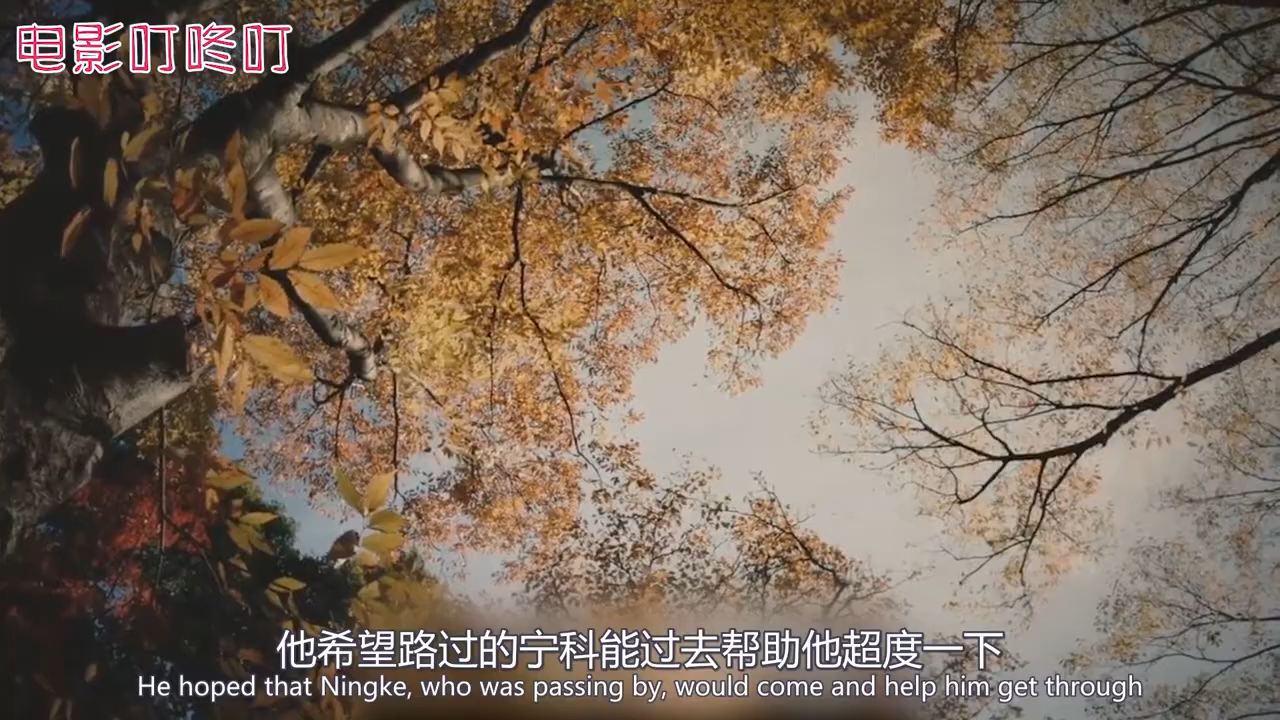 电影叮咚叮
他希望路过的宁科能过去帮助他超度一下
He hoped that Ningke, who was passing by, would come and help him get through